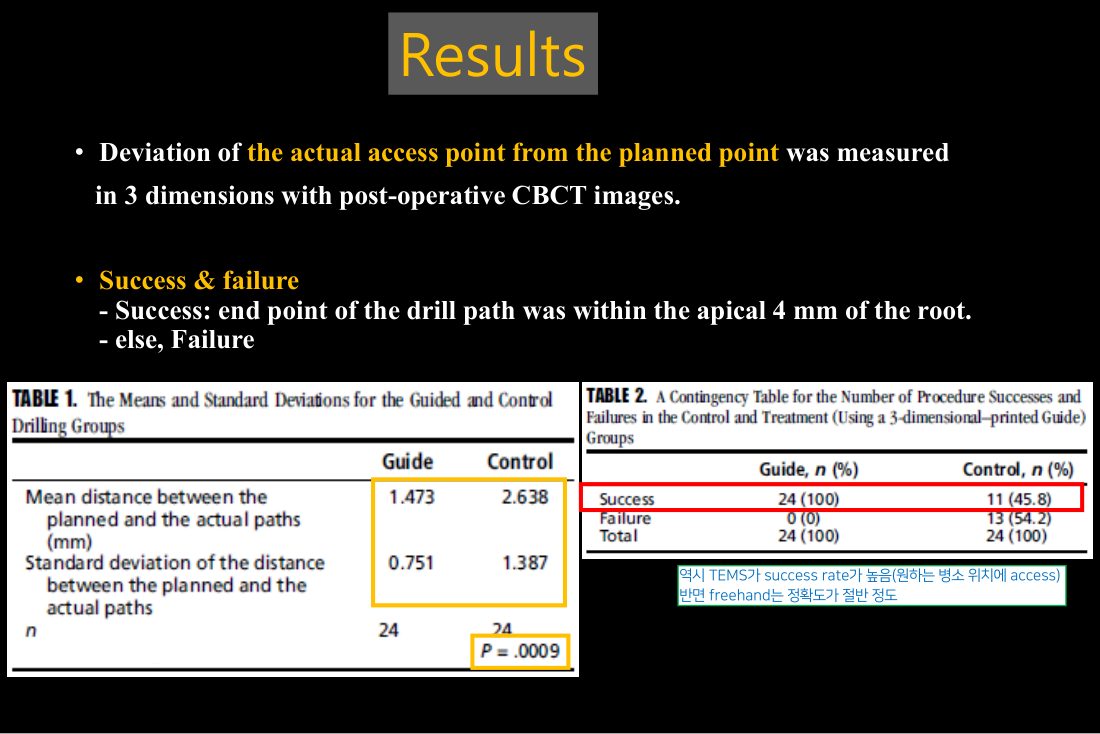 Results
• Deviation of the actual access point from the planned point was measured
in 3 dimensions with post-operative CBCT images.
• Success & failure
- Success: end point of the drill path was within the apical 4 mm of the root.
- else, Failure
TABLE 1. The Means and Standard Deviations for the Guided and Control
Drilling Groups
Guide Control
Mean distance between the 1.473 2.638
planned and the actual paths
(mm)
Standard deviation of the distance 0.751 1.387
between the planned and the
actual paths
n 24 24
P = .0009
TABLE 2. A Contingency Table for the Number of Procedure Successes and
Failures in the Control and Treatment (Using a 3-dimensional–printed Guide)
Groups
Guide, n (%) Control, n (%)
Success 24 (100) 11 (45.8)
Failure 0 (0) 13 (54.2)
Total 24 (100) 24 (100)
역시 TEMS가 success rate가 높음(원하는 병소 위치에 access)
반면 freehand는 정확도가 절반 정도